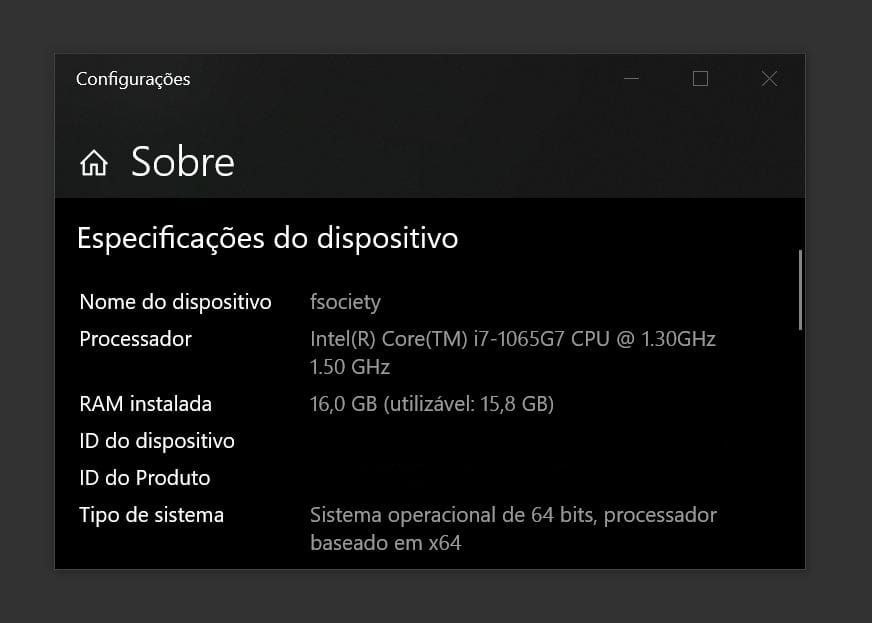 Configurações
Sobre
Especificações do dispositivo
Nome do dispositivo fsociety
Processador Intel(R) Core(TM) i7-1065G7 CPU @ 1.30GHz
1.50 GHz
RAM instalada 16,0 GB (utilizável: 15,8 GB)
ID do dispositivo
ID do Produto
Tipo de sistema Sistema operacional de 64 bits, processador
baseado em x64